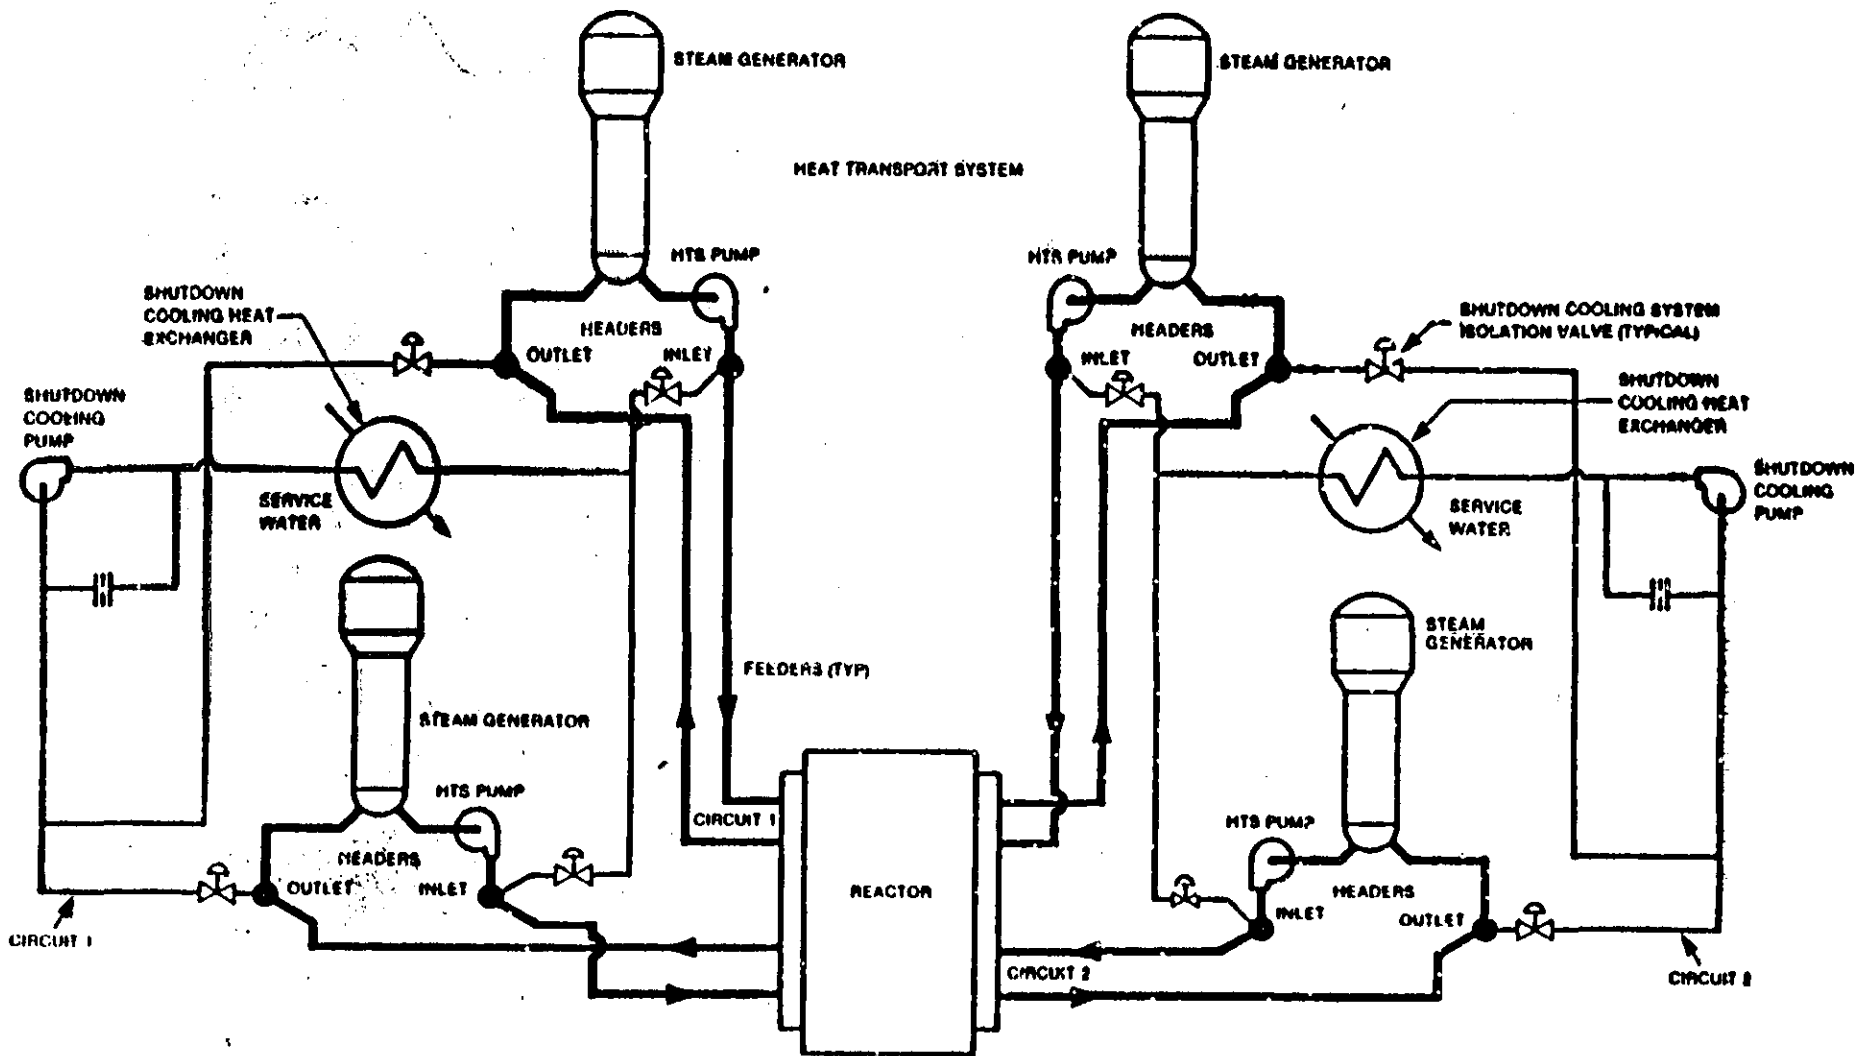 STEAM GENERATOR
STEAM GENERATOR
HEAT TRANSPORT SYSTEM
HTS PUMP
HTS PUMP
SHUTDOWN
COOLING HEAT
EXCHANGER
HEADERS
OUTLET
INLET
HEADERS
INLET
OUTLET
SHUTDOWN COOLING SYSTEM
ISOLATION VALVE (TYPICAL)
SHUTDOWN
COOLING
PUMP
SHUTDOWN
COOLING HEAT
EXCHANGER
SERVICE
WATER
SERVICE
WATER
SHUTDOWN
COOLING
PUMP
STEAM
GENERATOR
FEEDERS (TYP)
STEAM GENERATOR
HTS PUMP
CIRCUIT 1
HTS PUMP
HEADERS
OUTLET
INLET
REACTOR
HEADERS
INLET
OUTLET
CIRCUIT 1
CIRCUIT 2
CIRCUIT 2